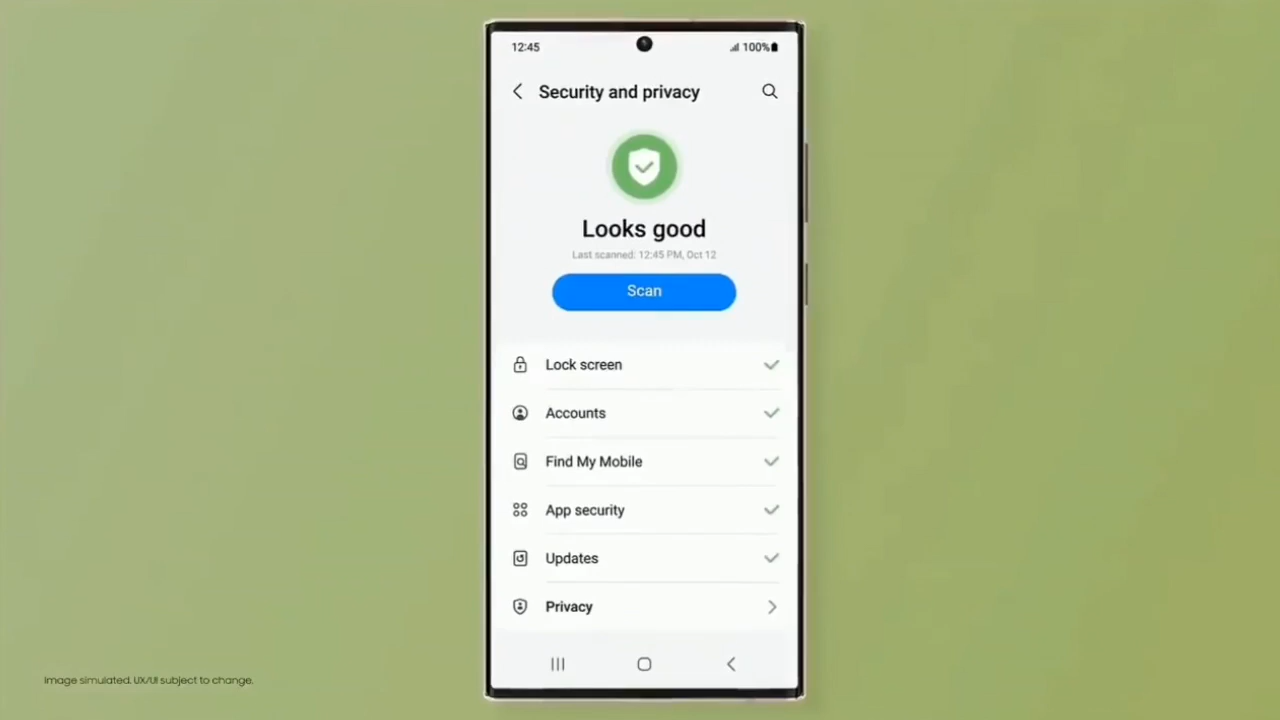 12:45
100%
Security and privacy
Looks good
Last scanned: 12:45 PM, Oct 12
Scan
Lock screen
Accounts
Find My Mobile
App security
Updates
Privacy
Image simulated. UX/UI subject to change.